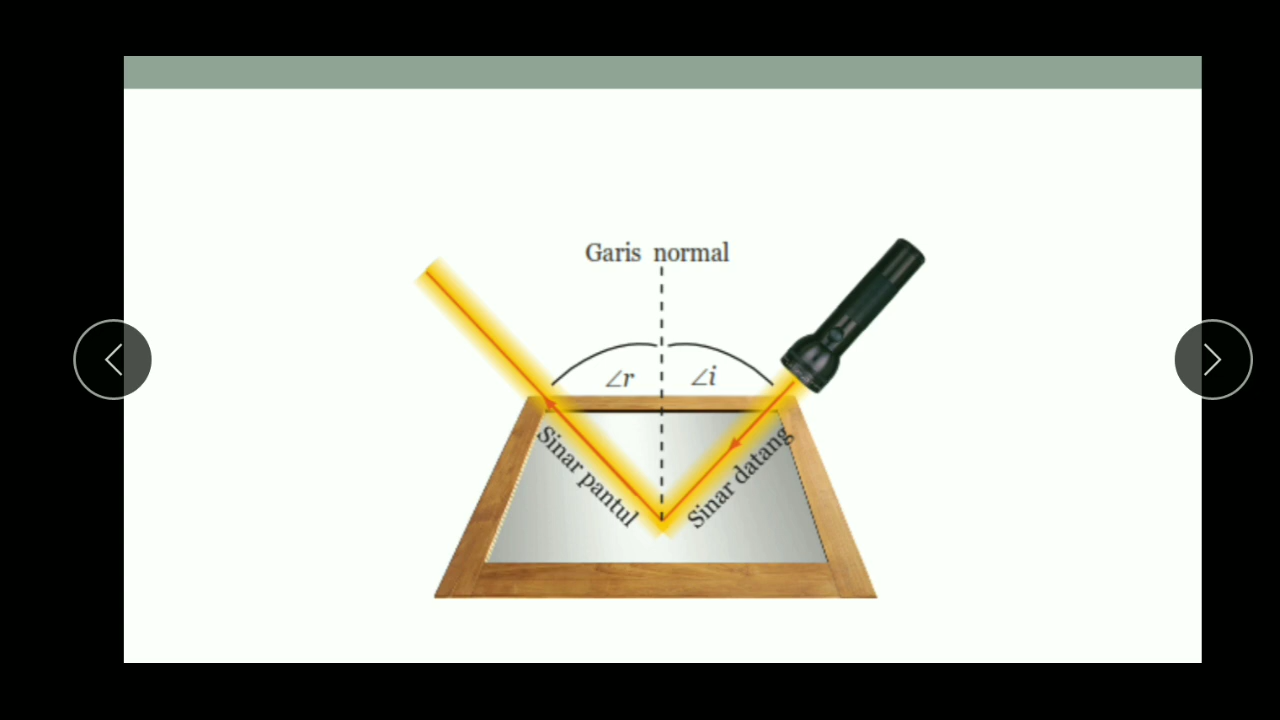 Garis normal
∠r
∠i
Sinar pantul
Sinar datang